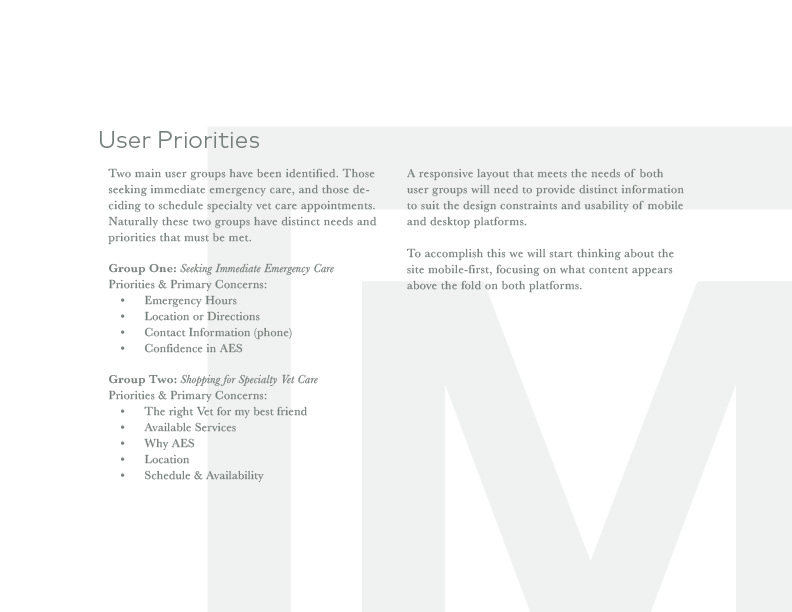 User Priorities
Two main user groups have been identified. Those
seeking immediate emergency care, and those de-
ciding to schedule specialty vet care appointments.
Naturally these two groups have distinct needs and
priorities that must be met.
Group One: Seeking Immediate Emergency Care
Priorities & Primary Concerns:
• Emergency Hours
• Location or Directions
• Contact Information (phone)
• Confidence in AES
Group Two: Shopping for Specialty Vet Care
Priorities & Primary Concerns:
• The right Vet for my best friend
• Available Services
• Why AES
• Location
• Schedule & Availability
A responsive layout that meets the needs of both
user groups will need to provide distinct information
to suit the design constraints and usability of mobile
and desktop platforms.
To accomplish this we will start thinking about the
site mobile-first, focusing on what content appears
above the fold on both platforms.